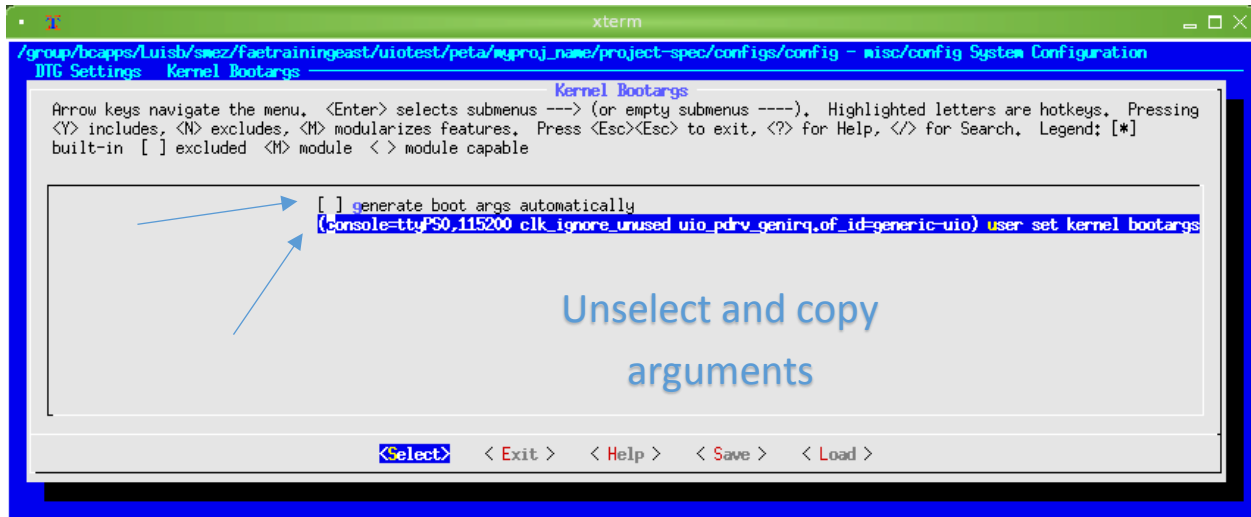 xterm
/group/bcapps/Luisb/smez/faetrainingeast/uiotest/peta/myproj_name/project-spec/configs/config - misc/config System Configuration
DTG Settings Kernel Bootargs
Kernel Bootargs
Arrow keys navigate the menu. <Enter> selects submenus ---> (or empty submenus ----). Highlighted letters are hotkeys. Pressing
<Y> includes, <N> excludes, <M> modularizes features. Press <Esc><Esc> to exit, <?> for Help, </> for Search. Legend: [*]
built-in [ ] excluded <M> module < > module capable
[ ] generate boot args automatically
(console=ttyPS0,115200 clk_ignore_unused uio_pdrv_genirq.of_id=generic-uio) user set kernel bootargs
Unselect and copy
arguments
<Select> < Exit > < Help > < Save > < Load >